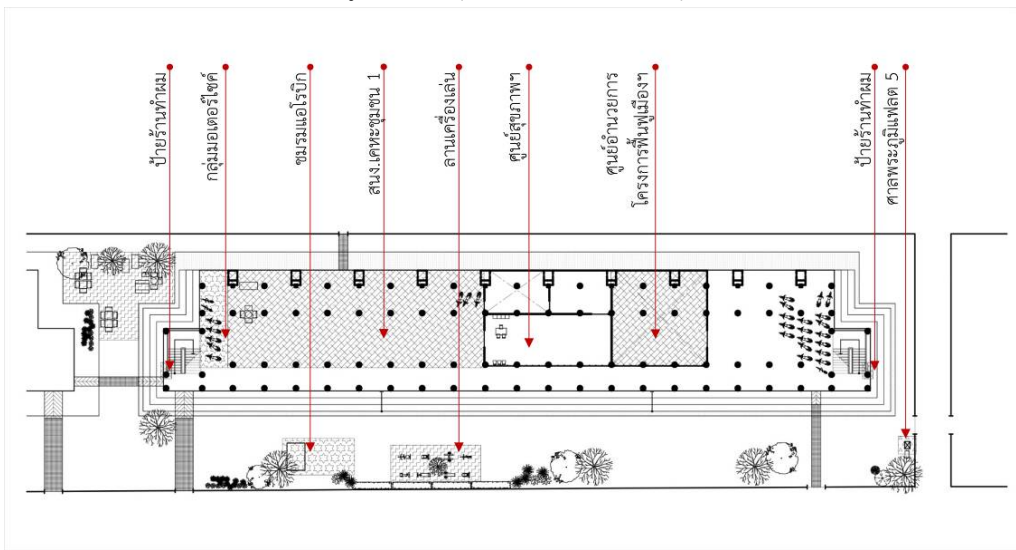 ป้ายร้านทำผม
กลุ่มมอเตอร์ไซค์
ชมรมแอโรบิก
สนง.เคหะชุมชน 1
ลานเครื่องเล่น
ศูนย์สุขภาพฯ
ศูนย์อำนวยการ
โครงการฟื้นฟูเมืองฯ
ป้ายร้านทำผม
ศาลพระภูมิแฟลต 5